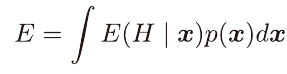 E = ∫ E(H | x)p(x)dx